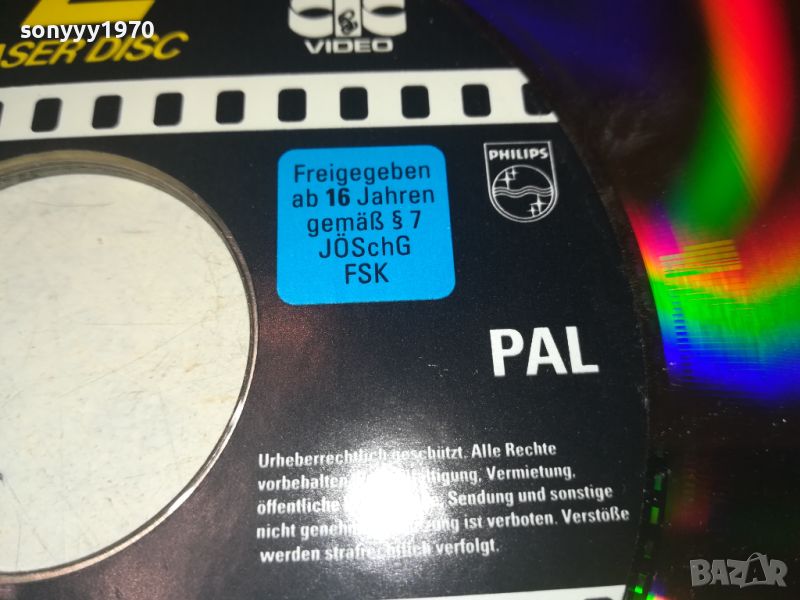 sonyyy1970
ASER DISC
VIDEO
Freigegeben
ab 16 Jahren
gemäß § 7
JÖSchG
FSK
PHILIPS
PAL
Urheberrechtlich geschützt. Alle Rechte
vorbehalten Vermietung,
öffentliche Sendung und sonstige
nicht ist verboten. Verstöße
werden strafrechtlich verfolgt.
BAZAR